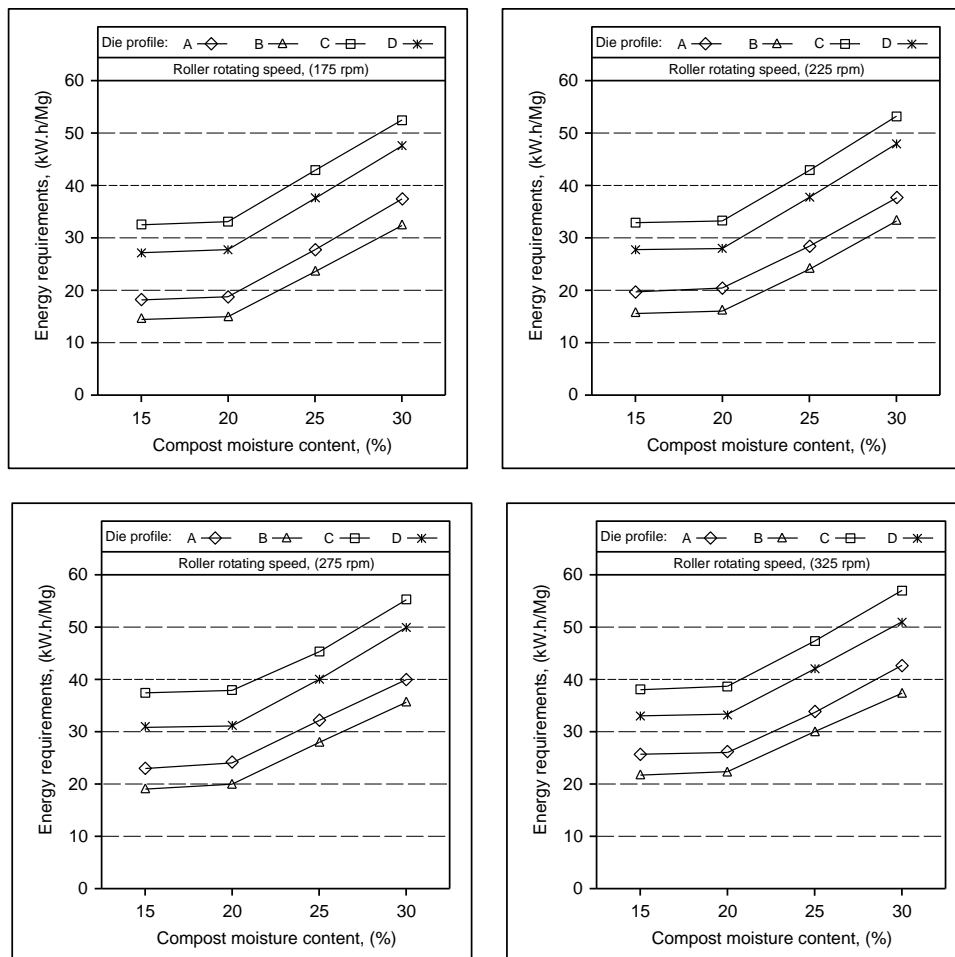 Die profile: A B C D
Roller rotating speed, (175 rpm)
Energy requirements, (kW.h/Mg)
60
50
40
30
20
10
0
15 20 25 30
Compost moisture content, (%)
Die profile: A B C D
Roller rotating speed, (225 rpm)
Energy requirements, (kW.h/Mg)
60
50
40
30
20
10
0
15 20 25 30
Compost moisture content, (%)
Die profile: A B C D
Roller rotating speed, (275 rpm)
Energy requirements, (kW.h/Mg)
60
50
40
30
20
10
0
15 20 25 30
Compost moisture content, (%)
Die profile: A B C D
Roller rotating speed, (325 rpm)
Energy requirements, (kW.h/Mg)
60
50
40
30
20
10
0
15 20 25 30
Compost moisture content, (%)